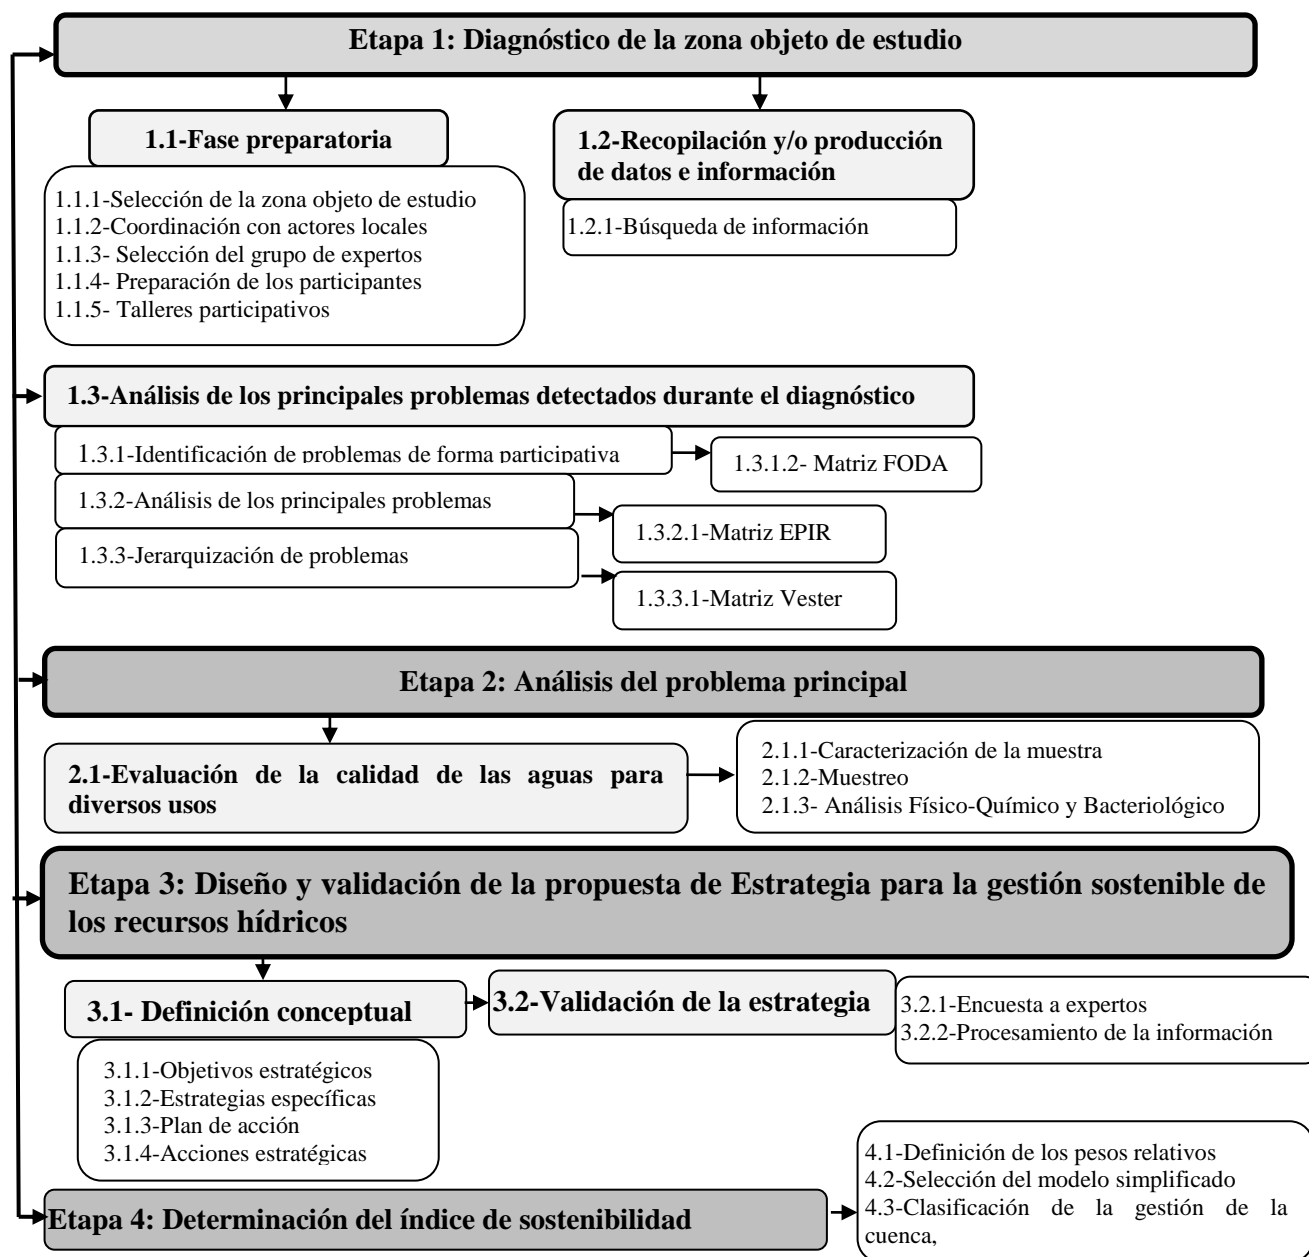 Etapa 1: Diagnóstico de la zona objeto de estudio
1.1-Fase preparatoria
1.1.1-Selección de la zona objeto de estudio
1.1.2-Coordinación con actores locales
1.1.3- Selección del grupo de expertos
1.1.4- Preparación de los participantes
1.1.5- Talleres participativos
1.2-Recopilación y/o producción
de datos e información
1.2.1-Búsqueda de información
1.3-Análisis de los principales problemas detectados durante el diagnóstico
1.3.1-Identificación de problemas de forma participativa
1.3.1.2- Matriz FODA
1.3.2-Análisis de los principales problemas
1.3.2.1-Matriz EPIR
1.3.3-Jerarquización de problemas
1.3.3.1-Matriz Vester
Etapa 2: Análisis del problema principal
2.1-Evaluación de la calidad de las aguas para
diversos usos
2.1.1-Caracterización de la muestra
2.1.2-Muestreo
2.1.3- Análisis Físico-Químico y Bacteriológico
Etapa 3: Diseño y validación de la propuesta de Estrategia para la gestión sostenible de
los recursos hídricos
3.1- Definición conceptual
3.1.1-Objetivos estratégicos
3.1.2-Estrategias específicas
3.1.3-Plan de acción
3.1.4-Acciones estratégicas
3.2-Validación de la estrategia
3.2.1-Encuesta a expertos
3.2.2-Procesamiento de la información
Etapa 4: Determinación del índice de sostenibilidad
4.1-Definición de los pesos relativos
4.2-Selección del modelo simplificado
4.3-Clasificación de la gestión de la
cuenca,